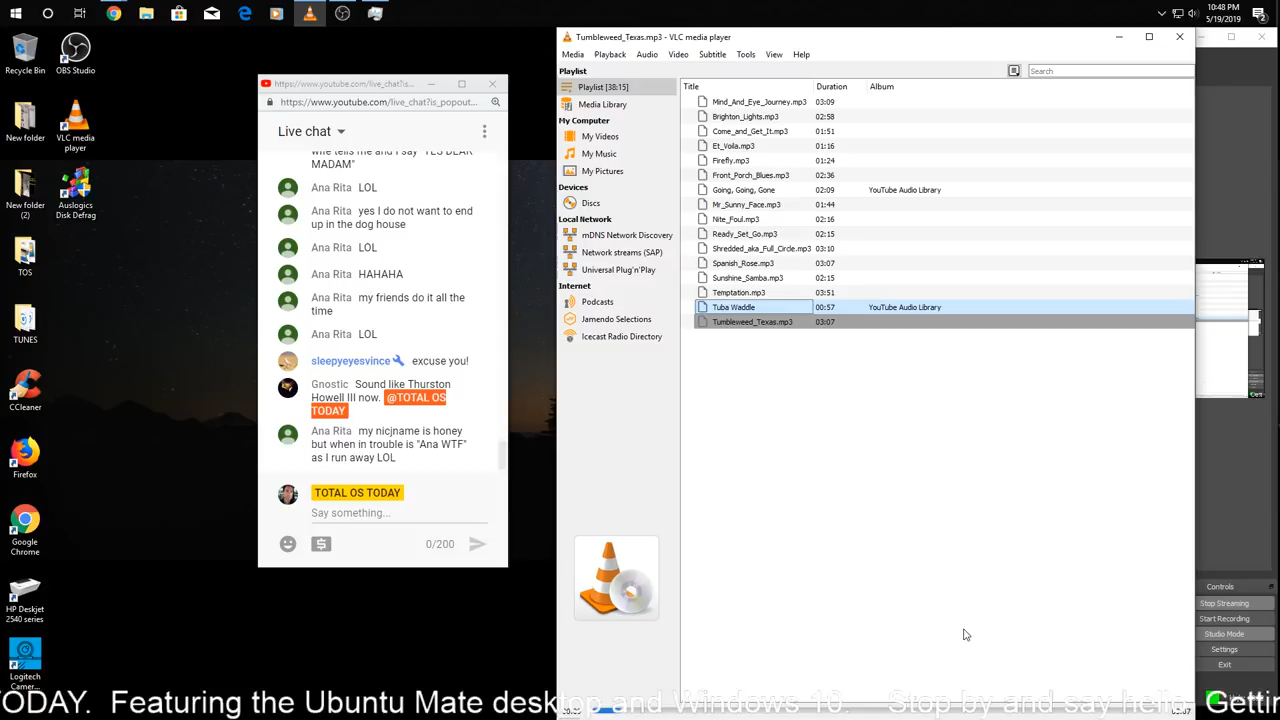 10:48 PM
5/19/2019
2
Recycle Bin
OBS Studio
New folder
VLC media
player
New folder
(2)
Auslogics
Disk Defrag
TOS
TUNES
CCleaner
Firefox
Google
Chrome
HP Deskjet
2540 series
Logitech
Camer...
https://www.youtube.com/live_chat?is...
https://www.youtube.com/live_chat?is_popout...
Live chat
wife tells me and I say "YES DEAR
MADAM"
Ana Rita LOL
Ana Rita yes I do not want to end
up in the dog house
Ana Rita LOL
Ana Rita HAHAHA
Ana Rita my friends do it all the
time
Ana Rita LOL
sleepyeyesvince excuse you!
Gnostic Sound like Thurston
Howell III now. @TOTAL OS
TODAY
Ana Rita my nicjname is honey
but when in trouble is "Ana WTF"
as I run away LOL
TOTAL OS TODAY
Say something...
0/200
Tumbleweed_Texas.mp3 - VLC media player
Media Playback Audio Video Subtitle Tools View Help
Playlist
Search
Playlist [38:15]
Media Library
My Computer
My Videos
My Music
My Pictures
Devices
Discs
Local Network
mDNS Network Discovery
Network streams (SAP)
Universal Plug'n'Play
Internet
Podcasts
Jamendo Selections
Icecast Radio Directory
Title Duration Album
Mind_And_Eye_Journey.mp3 03:09
Brighton_Lights.mp3 02:58
Come_and_Get_It.mp3 01:51
Et_Voila.mp3 01:16
Firefly.mp3 01:24
Front_Porch_Blues.mp3 02:36
Going, Going, Gone 02:09 YouTube Audio Library
Mr_Sunny_Face.mp3 01:44
Nite_Foul.mp3 02:16
Ready_Set_Go.mp3 02:15
Shredded_aka_Full_Circle.mp3 03:10
Spanish_Rose.mp3 03:07
Sunshine_Samba.mp3 02:15
Temptation.mp3 03:51
Tuba Waddle 00:57 YouTube Audio Library
Tumbleweed_Texas.mp3 03:07
Controls
Stop Streaming
Start Recording
Studio Mode
Settings
Exit
TODAY. Featuring the Ubuntu Mate desktop and Windows 10. Stop by and say hello. Gettin
03:07